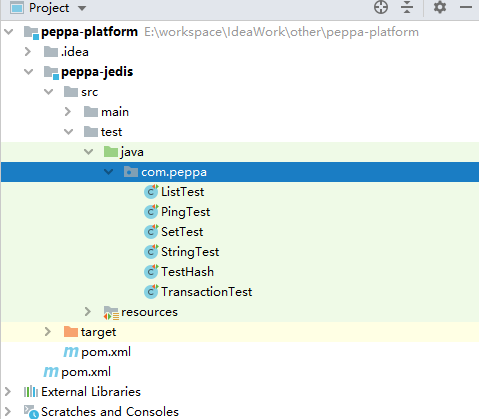 Project
peppa-platform E:\workspace\IdeaWork\other\peppa-platform
.idea
peppa-jedis
src
main
test
java
com.peppa
ListTest
PingTest
SetTest
StringTest
TestHash
TransactionTest
resources
target
pom.xml
pom.xml
External Libraries
Scratches and Consoles